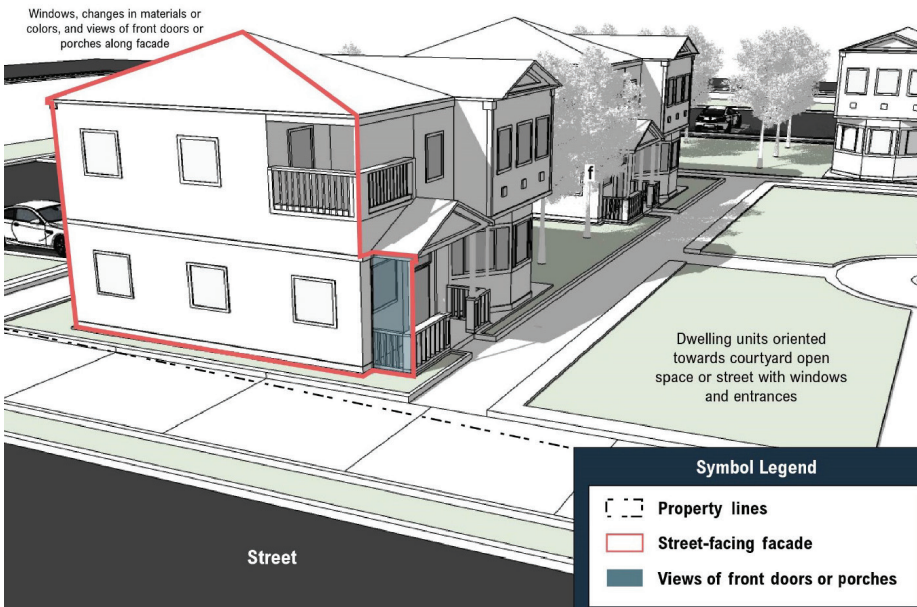 Windows, changes in materials or
colors, and views of front doors or
porches along facade
f
Dwelling units oriented
towards courtyard open
space or street with windows
and entrances
Symbol Legend
Property lines
Street-facing facade
Views of front doors or porches
Street